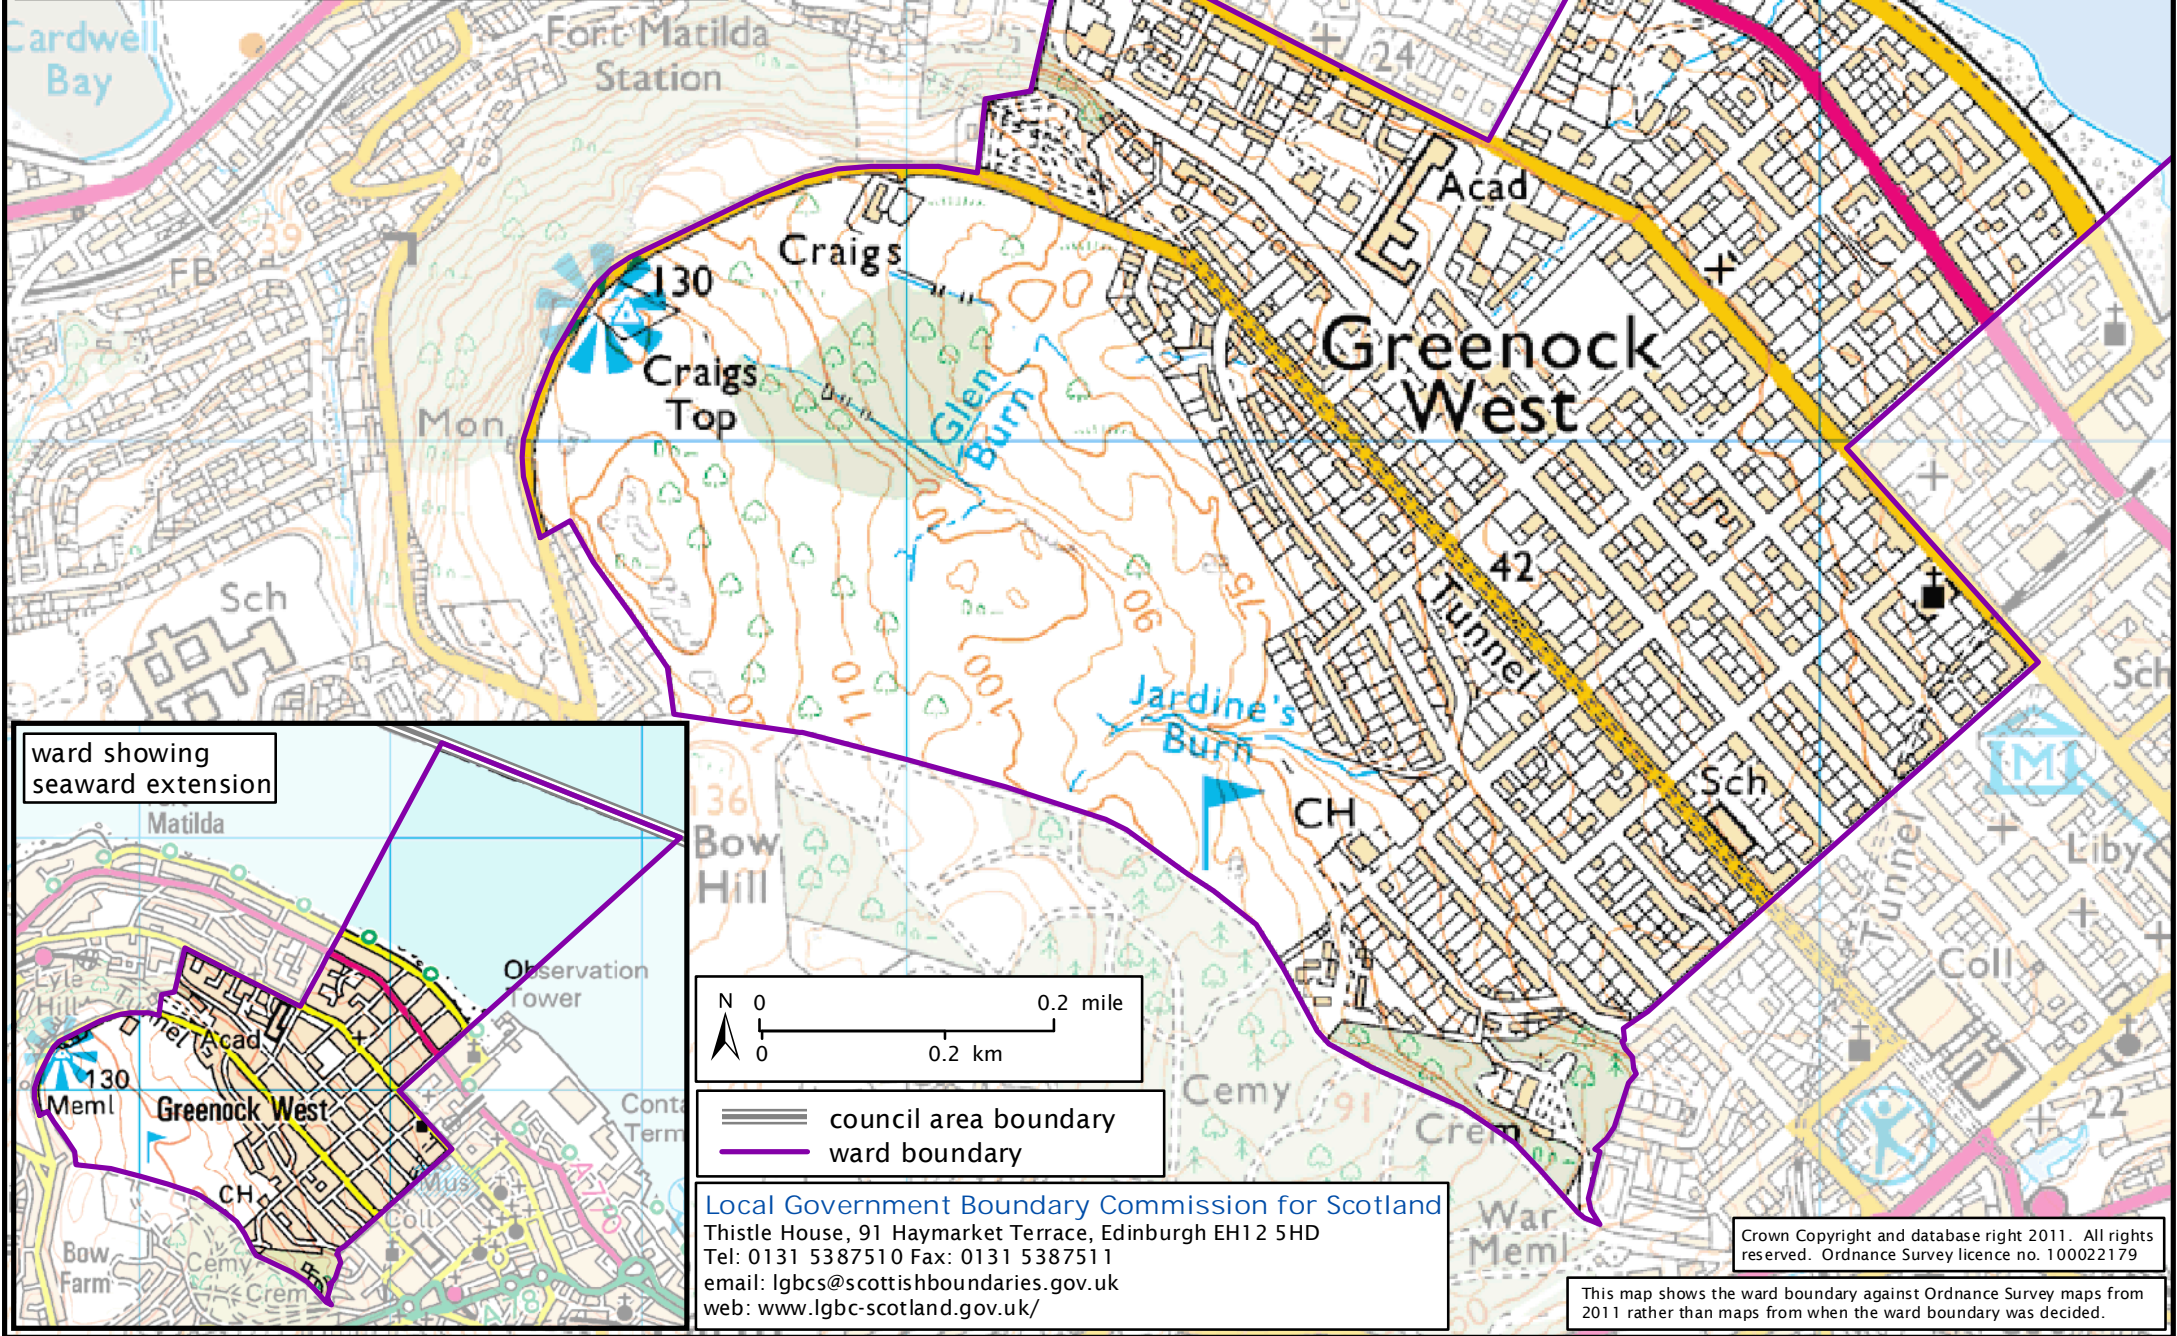 Cardwell
Bay
Fort Matilda
Station
24
Acad
39
FB
Craigs
130
Craigs
Top
Greenock
West
Glen
Burn
Mon
42
Tunnel
Sch
75
90
100
110
Jardine's
Burn
Sch
Sch
CH
136
Bow
Hill
Liby
Tunnel
M
Coll
Cemy
91
Crem
22
War
Meml
ward showing
seaward extension
Matilda
Observation
Tower
Lyle
Hill
Acad
130
Meml
Greenock West
Mus
CH
Coll
Bow
Farm
Cemy
Crem
A78
A770
N 0 0.2 mile
0 0.2 km
council area boundary
ward boundary
Local Government Boundary Commission for Scotland
Thistle House, 91 Haymarket Terrace, Edinburgh EH12 5HD
Tel: 0131 5387510 Fax: 0131 5387511
email: lgbcs@scottishboundaries.gov.uk
web: www.lgbc-scotland.gov.uk/
Crown Copyright and database right 2011. All rights
reserved. Ordnance Survey licence no. 100022179
This map shows the ward boundary against Ordnance Survey maps from
2011 rather than maps from when the ward boundary was decided.